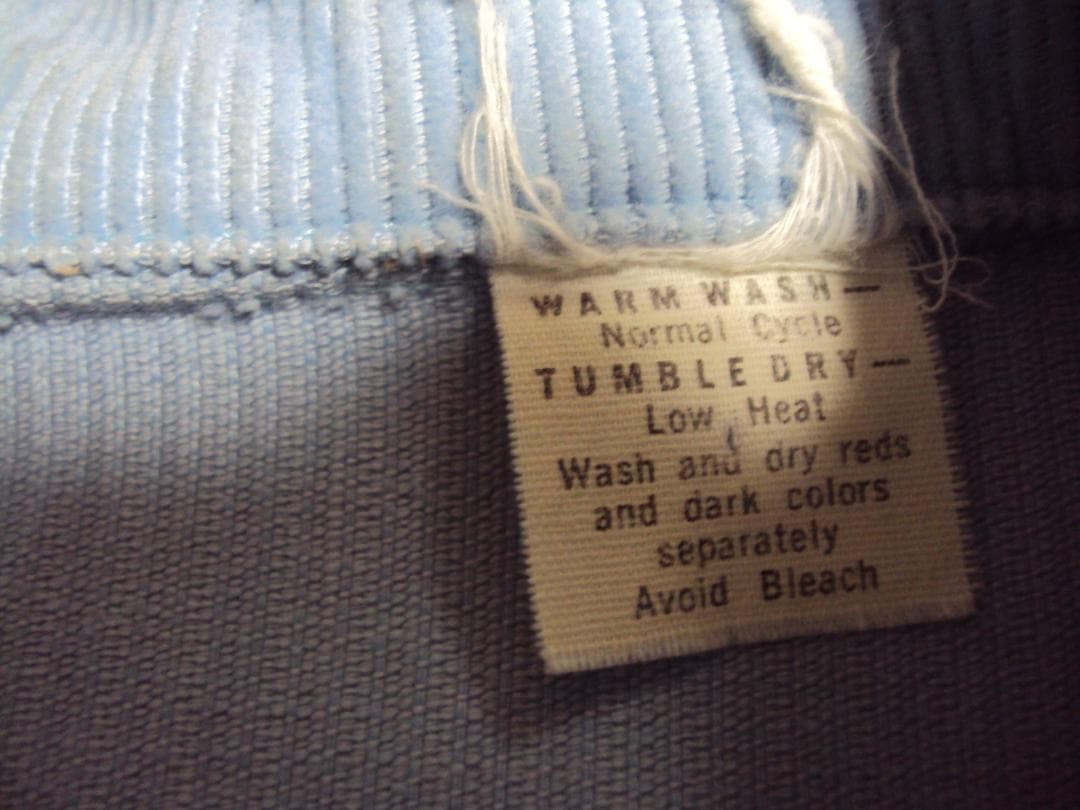 WARM WASH—
Normal Cycle
TUMBLE DRY—
Low Heat
Wash and dry reds
and dark colors
separately
Avoid Bleach